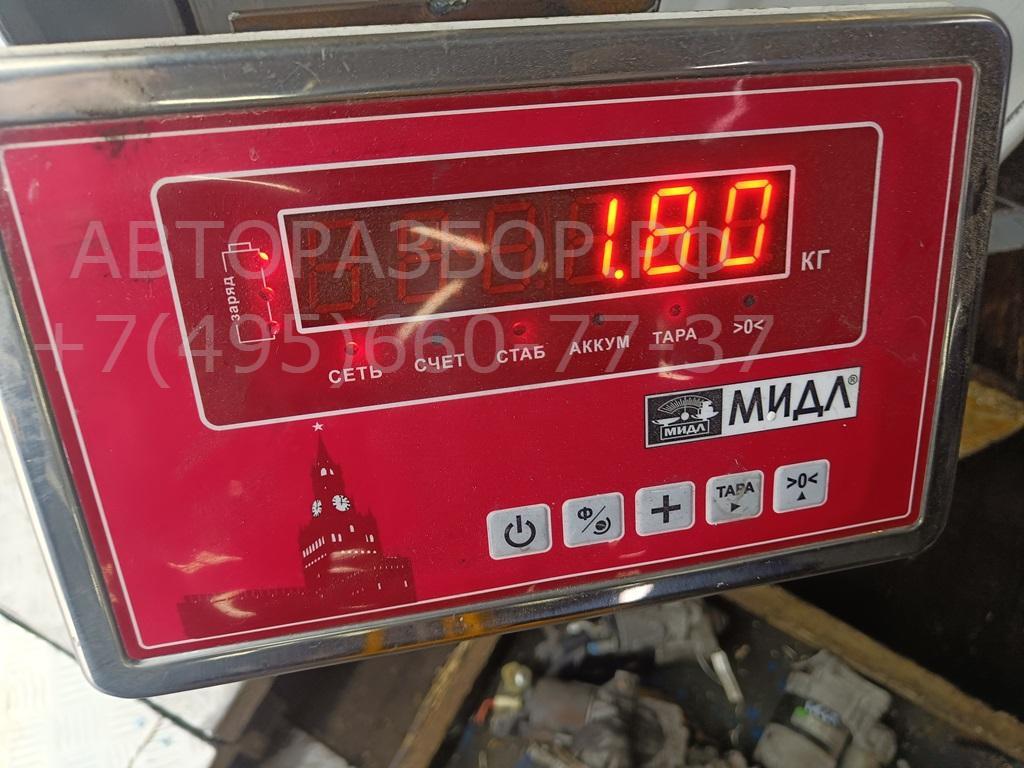 1.80
КГ
АВТОРАЗБОР.РФ
+7(495)660-77-37
заряд
СЕТЬ СЧЕТ СТАБ АККУМ ТАРА >0<
МИДЛ МИДЛ®
Ф/
+
ТАРА
>0<